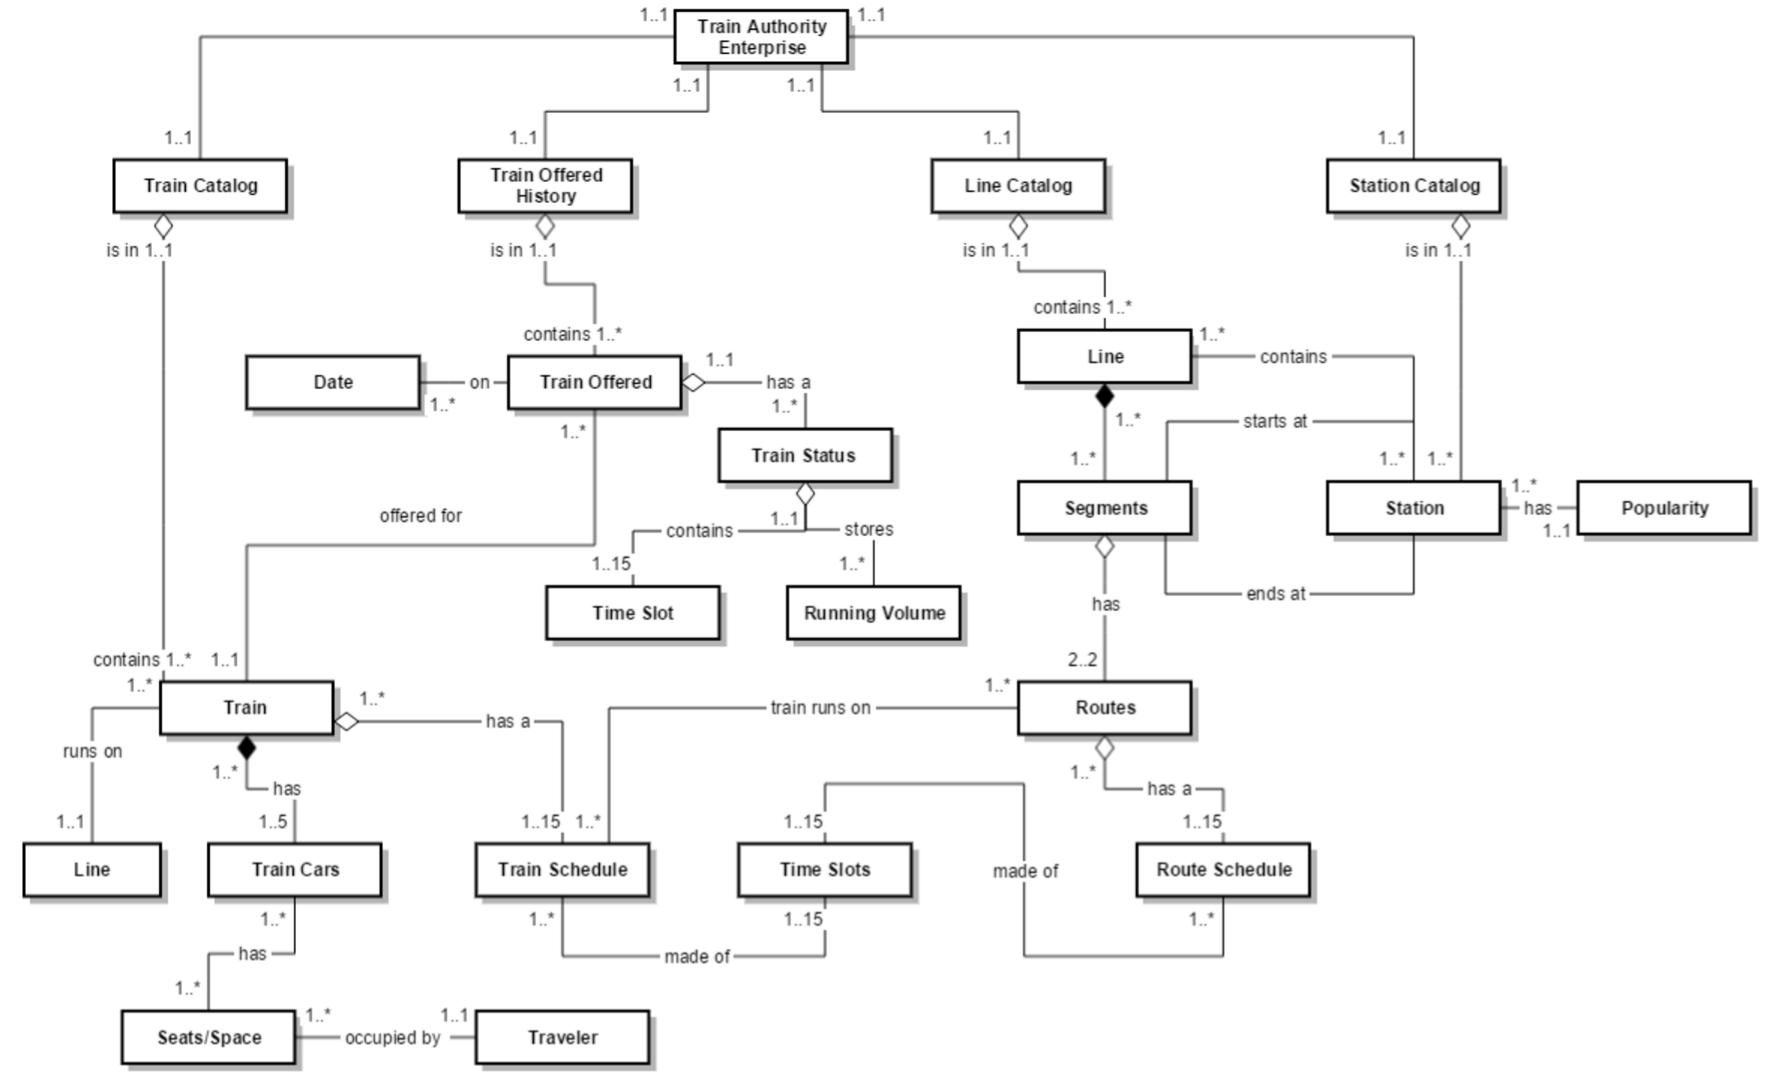 1..1
Train Authority
Enterprise
1..1
1..1
1..1
1..1
1..1
1..1
1..1
Train Catalog
Train Offered
History
Line Catalog
Station Catalog
is in 1..1
is in 1..1
is in 1..1
is in 1..1
contains 1..*
contains 1..*
Date
on
1..*
Train Offered
1..1
has a
1..*
1..*
Line
1..*
contains
1..*
starts at
Train Status
1..*
1..*
1..*
offered for
contains
1..1
stores
Segments
Station
1..*
has
1..1
Popularity
1..15
1..*
Time Slot
Running Volume
has
ends at
contains 1..*
1..1
2..2
1..*
Train
1..*
has a
train runs on
1..*
Routes
runs on
1..*
has
1..*
has a
1..1
1..5
1..15
1..*
1..15
1..15
Line
Train Cars
Train Schedule
Time Slots
made of
Route Schedule
1..*
1..*
1..15
1..*
has
made of
1..*
Seats/Space
1..*
occupied by
1..1
Traveler